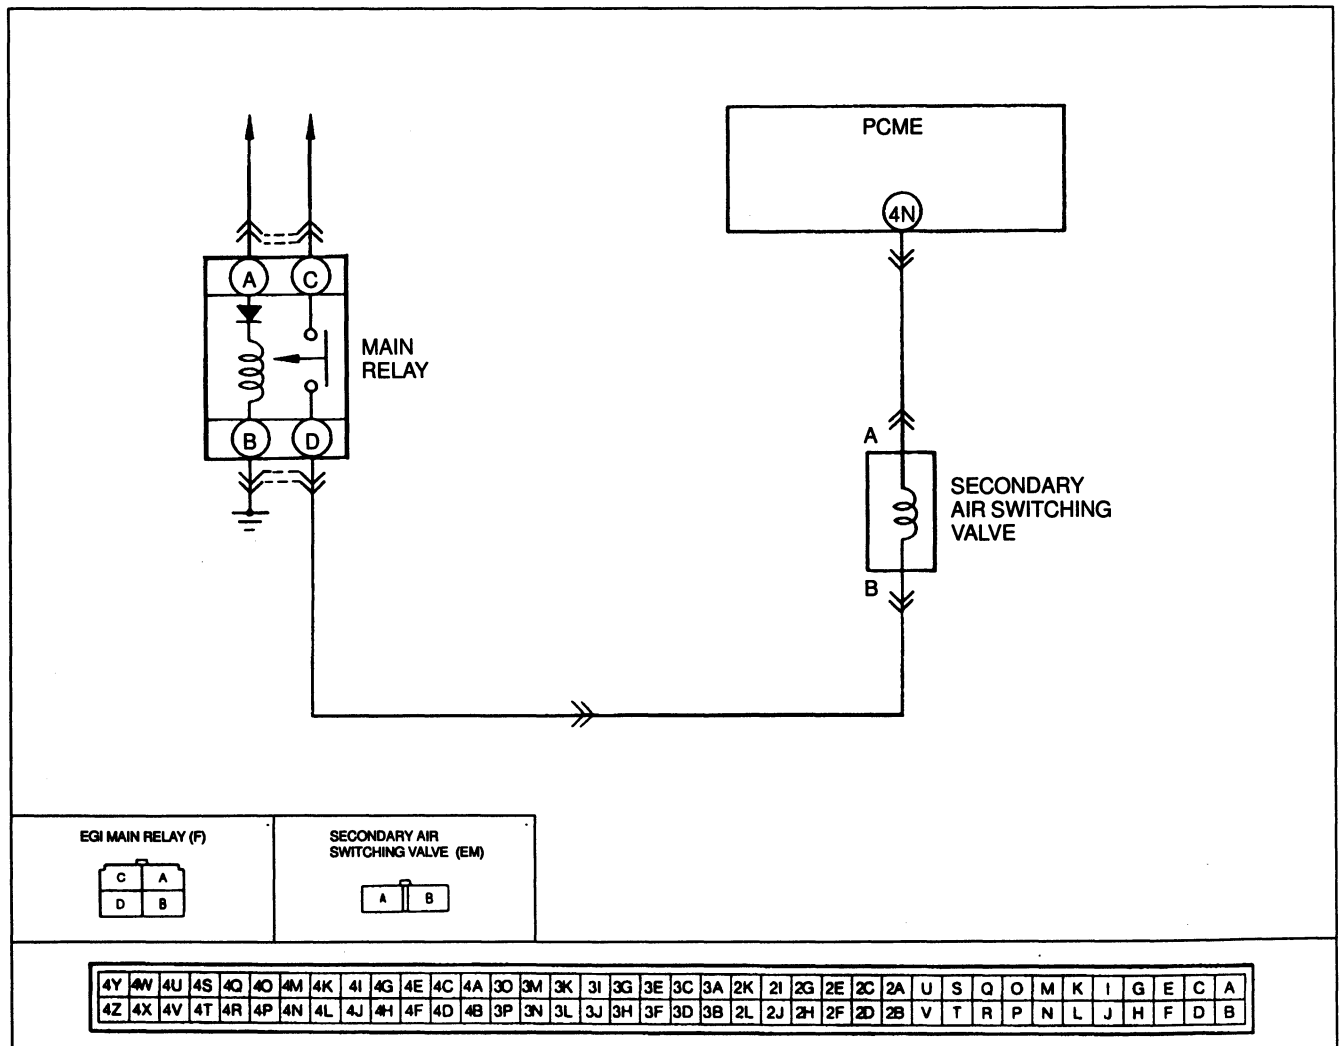 PCME
4N
A C
MAIN
RELAY
B D
A
SECONDARY
AIR SWITCHING
VALVE
B
EGI MAIN RELAY (F)
C A
D B
SECONDARY AIR
SWITCHING VALVE (EM)
A B
4Y 4W 4U 4S 4Q 4O 4M 4K 4I 4G 4E 4C 4A 3O 3M 3K 3I 3G 3E 3C 3A 2K 2I 2G 2E 2C 2A U S Q O M K I G E C A
4Z 4X 4V 4T 4R 4P 4N 4L 4J 4H 4F 4D 4B 3P 3N 3L 3J 3H 3F 3D 3B 2L 2J 2H 2F 2D 2B V T R P N L J H F D B